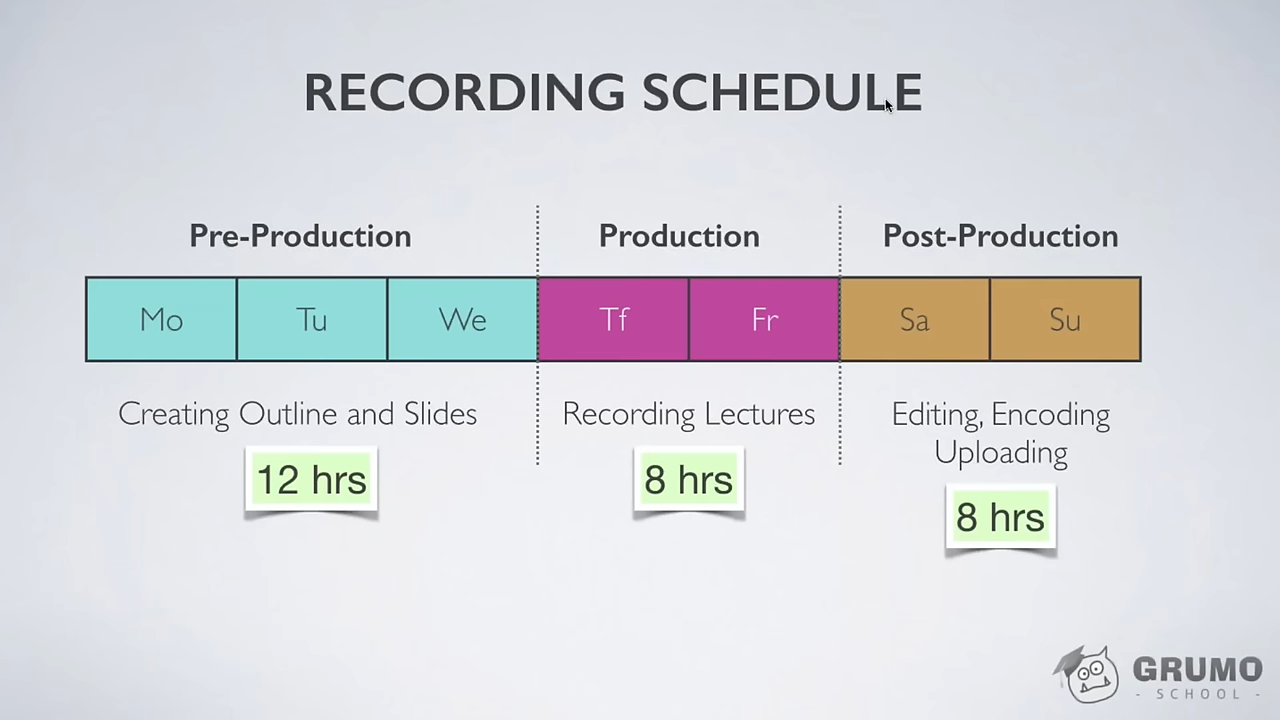 RECORDING SCHEDULE
Pre-Production
Production
Post-Production
Mo
Tu
We
Tf
Fr
Sa
Su
Creating Outline and Slides
Recording Lectures
Editing, Encoding
Uploading
12 hrs
8 hrs
8 hrs
GRUMO
- SCHOOL -